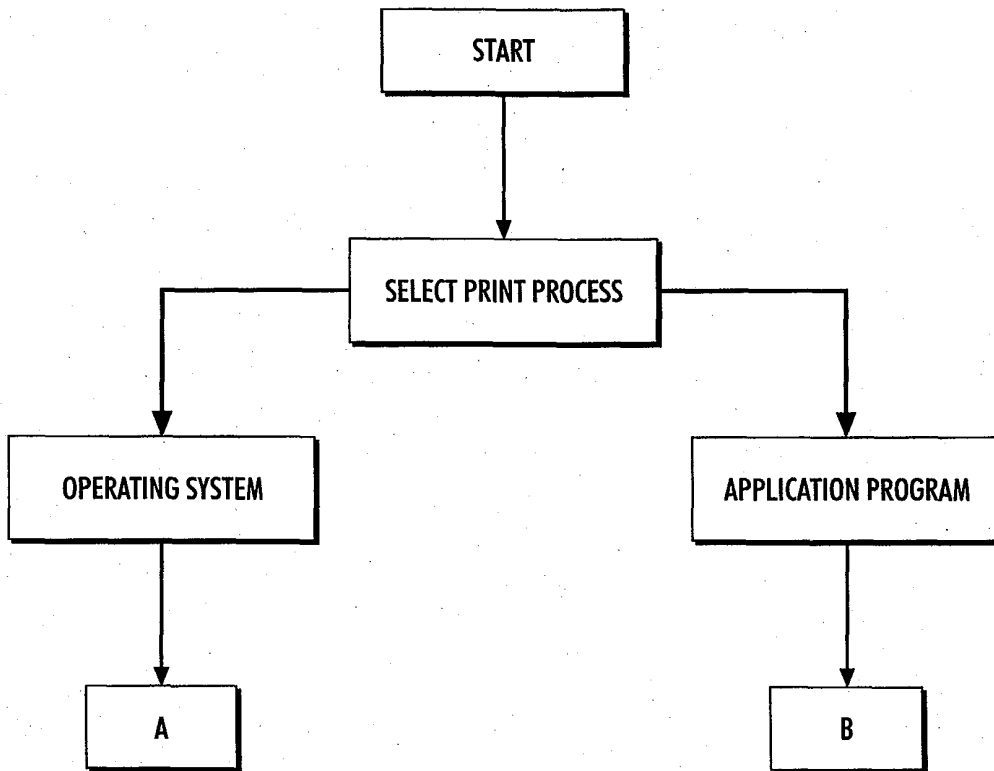 START
SELECT PRINT PROCESS
OPERATING SYSTEM
APPLICATION PROGRAM
A
B